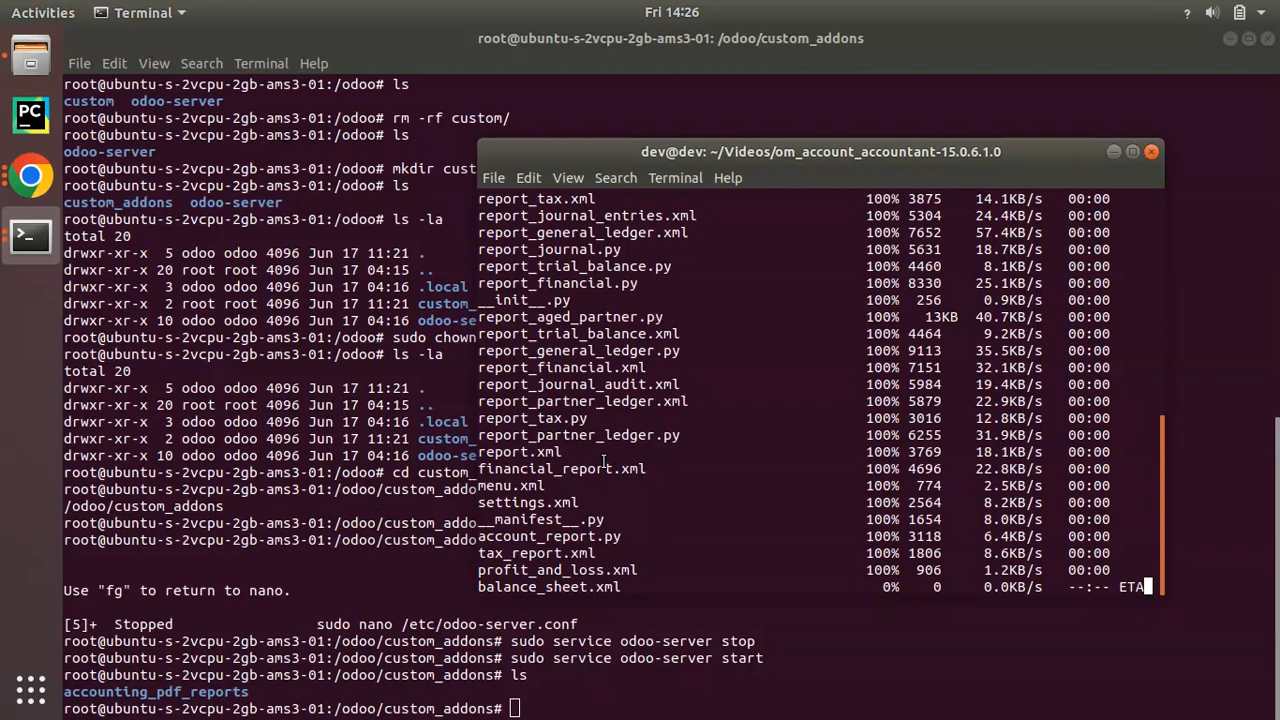 Activities
Terminal
Fri 14:26
root@ubuntu-s-2vcpu-2gb-ams3-01: /odoo/custom_addons
File Edit View Search Terminal Help
root@ubuntu-s-2vcpu-2gb-ams3-01:/odoo# ls
custom odoo-server
root@ubuntu-s-2vcpu-2gb-ams3-01:/odoo# rm -rf custom/
root@ubuntu-s-2vcpu-2gb-ams3-01:/odoo# ls
odoo-server
root@ubuntu-s-2vcpu-2gb-ams3-01:/odoo# mkdir cust
root@ubuntu-s-2vcpu-2gb-ams3-01:/odoo# ls
custom_addons odoo-server
root@ubuntu-s-2vcpu-2gb-ams3-01:/odoo# ls -la
total 20
drwxr-xr-x 5 odoo odoo 4096 Jun 17 11:21 .
drwxr-xr-x 20 root root 4096 Jun 17 04:15 ..
drwxr-xr-x 3 odoo odoo 4096 Jun 17 04:16 .local
drwxr-xr-x 2 root root 4096 Jun 17 11:21 custom_
drwxr-xr-x 10 odoo odoo 4096 Jun 17 04:16 odoo-se
root@ubuntu-s-2vcpu-2gb-ams3-01:/odoo# sudo chown
root@ubuntu-s-2vcpu-2gb-ams3-01:/odoo# ls -la
total 20
drwxr-xr-x 5 odoo odoo 4096 Jun 17 11:21 .
drwxr-xr-x 20 root root 4096 Jun 17 04:15 ..
drwxr-xr-x 3 odoo odoo 4096 Jun 17 04:16 .local
drwxr-xr-x 2 odoo odoo 4096 Jun 17 11:21 custom_
drwxr-xr-x 10 odoo odoo 4096 Jun 17 04:16 odoo-se
root@ubuntu-s-2vcpu-2gb-ams3-01:/odoo# cd custom_
root@ubuntu-s-2vcpu-2gb-ams3-01:/odoo/custom_addo
/odoo/custom_addons
root@ubuntu-s-2vcpu-2gb-ams3-01:/odoo/custom_addo
root@ubuntu-s-2vcpu-2gb-ams3-01:/odoo/custom_addo
Use "fg" to return to nano.
[5]+ Stopped sudo nano /etc/odoo-server.conf
root@ubuntu-s-2vcpu-2gb-ams3-01:/odoo/custom_addons# sudo service odoo-server stop
root@ubuntu-s-2vcpu-2gb-ams3-01:/odoo/custom_addons# sudo service odoo-server start
root@ubuntu-s-2vcpu-2gb-ams3-01:/odoo/custom_addons# ls
accounting_pdf_reports
root@ubuntu-s-2vcpu-2gb-ams3-01:/odoo/custom_addons#
dev@dev: ~/Videos/om_account_accountant-15.0.6.1.0
File Edit View Search Terminal Help
report_tax.xml 100% 3875 14.1KB/s 00:00
report_journal_entries.xml 100% 5304 24.4KB/s 00:00
report_general_ledger.xml 100% 7652 57.4KB/s 00:00
report_journal.py 100% 5631 18.7KB/s 00:00
report_trial_balance.py 100% 4460 8.1KB/s 00:00
report_financial.py 100% 8330 25.1KB/s 00:00
__init__.py 100% 256 0.9KB/s 00:00
report_aged_partner.py 100% 13KB 40.7KB/s 00:00
report_trial_balance.xml 100% 4464 9.2KB/s 00:00
report_general_ledger.py 100% 9113 35.5KB/s 00:00
report_financial.xml 100% 7151 32.1KB/s 00:00
report_journal_audit.xml 100% 5984 19.4KB/s 00:00
report_partner_ledger.xml 100% 5879 22.9KB/s 00:00
report_tax.py 100% 3016 12.8KB/s 00:00
report_partner_ledger.py 100% 6255 31.9KB/s 00:00
report.xml 100% 3769 18.1KB/s 00:00
financial_report.xml 100% 4696 22.8KB/s 00:00
menu.xml 100% 774 2.5KB/s 00:00
settings.xml 100% 2564 8.2KB/s 00:00
__manifest__.py 100% 1654 8.0KB/s 00:00
account_report.py 100% 3118 6.4KB/s 00:00
tax_report.xml 100% 1806 8.6KB/s 00:00
profit_and_loss.xml 100% 906 1.2KB/s 00:00
balance_sheet.xml 0% 0 0.0KB/s --:-- ETA
PC